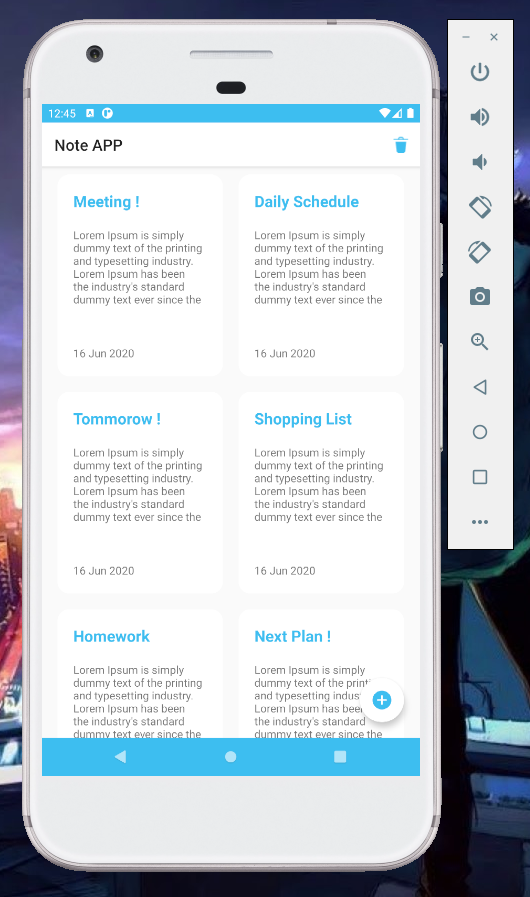 12:45
Note APP
Meeting !
Lorem Ipsum is simply
dummy text of the printing
and typesetting industry.
Lorem Ipsum has been
the industry's standard
dummy text ever since the
16 Jun 2020
Daily Schedule
Lorem Ipsum is simply
dummy text of the printing
and typesetting industry.
Lorem Ipsum has been
the industry's standard
dummy text ever since the
16 Jun 2020
Tommorow !
Lorem Ipsum is simply
dummy text of the printing
and typesetting industry.
Lorem Ipsum has been
the industry's standard
dummy text ever since the
16 Jun 2020
Shopping List
Lorem Ipsum is simply
dummy text of the printing
and typesetting industry.
Lorem Ipsum has been
the industry's standard
dummy text ever since the
16 Jun 2020
Homework
Lorem Ipsum is simply
dummy text of the printing
and typesetting industry.
Lorem Ipsum has been
the industry's standard
dummy text ever since the
Next Plan !
Lorem Ipsum is simply
dummy text of the
and typesetting
Lorem Ipsum has been
the industry's standard
dummy text ever since the